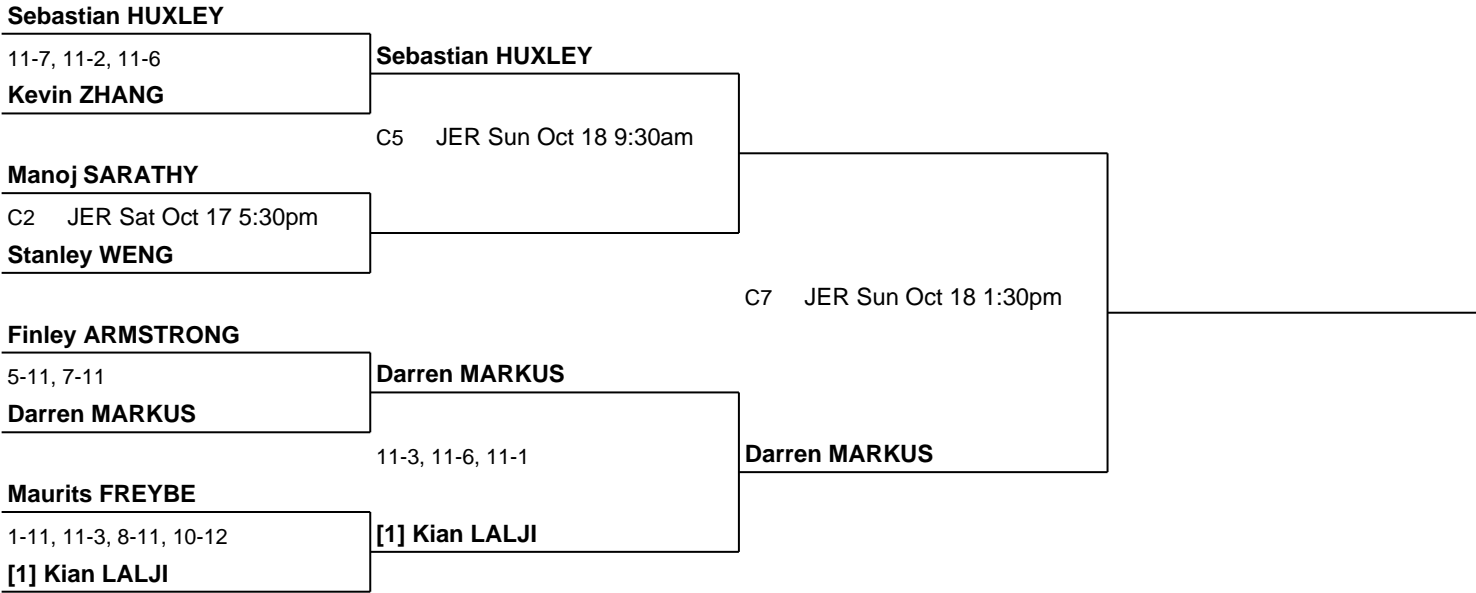 Sebastian HUXLEY
11-7, 11-2, 11-6
Sebastian HUXLEY
Kevin ZHANG
C5 JER Sun Oct 18 9:30am
Manoj SARATHY
C2 JER Sat Oct 17 5:30pm
Stanley WENG
C7 JER Sun Oct 18 1:30pm
Finley ARMSTRONG
5-11, 7-11
Darren MARKUS
Darren MARKUS
11-3, 11-6, 11-1
Darren MARKUS
Maurits FREYBE
1-11, 11-3, 8-11, 10-12
[1] Kian LALJI
[1] Kian LALJI